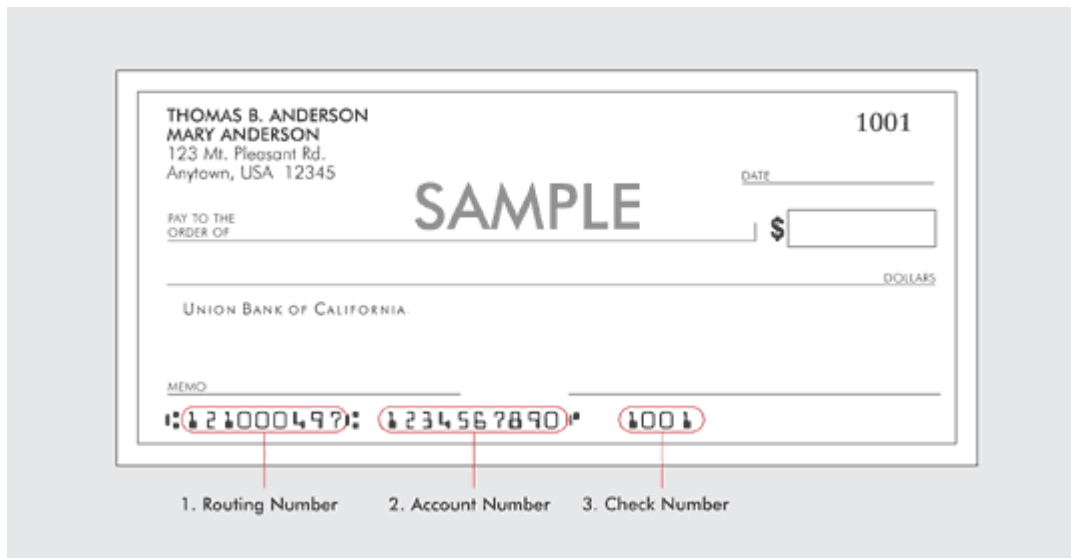 THOMAS B. ANDERSON
MARY ANDERSON
123 Mt. Pleasant Rd.
Anytown, USA 12345
1001
DATE
SAMPLE
PAY TO THE
ORDER OF
$
DOLLARS
UNION BANK OF CALIFORNIA
MEMO
⑆121000497⑆ 1234567890⑈ 1001
1. Routing Number 2. Account Number 3. Check Number